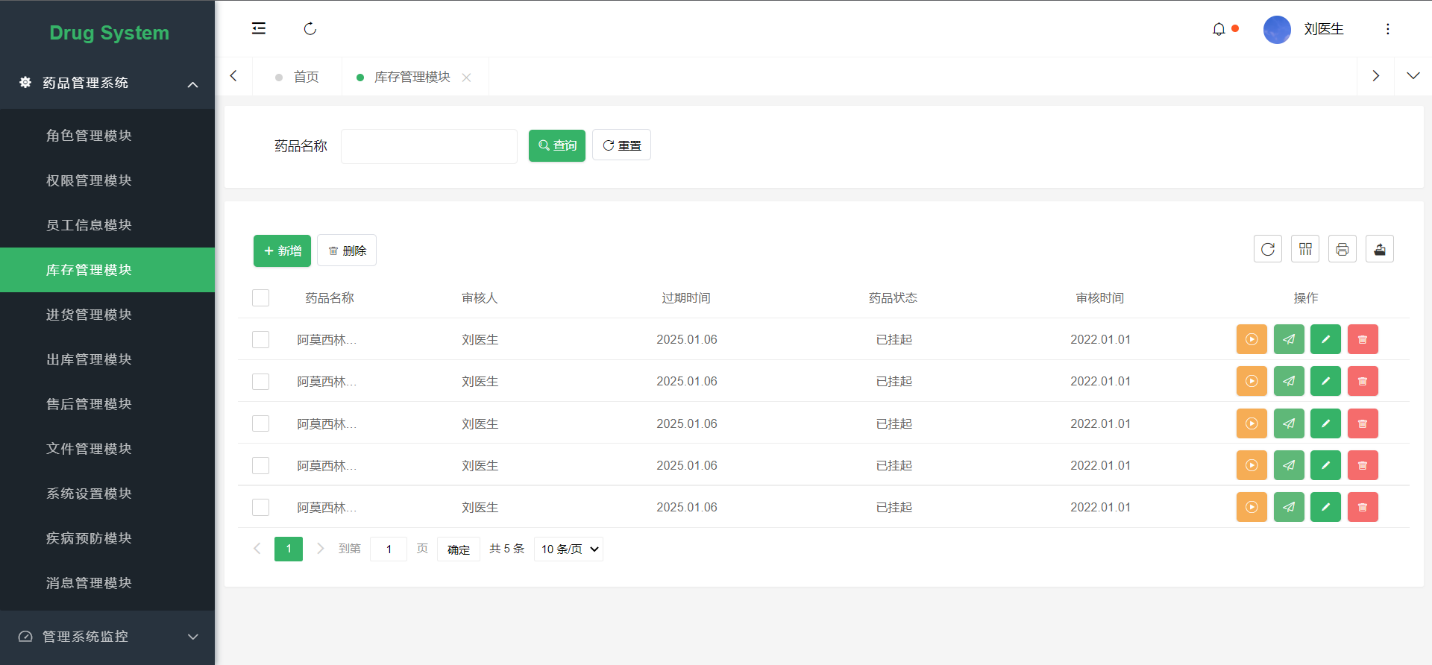 Drug System
刘医生
药品管理系统
首页
库存管理模块
角色管理模块
权限管理模块
员工信息模块
库存管理模块
进货管理模块
出库管理模块
售后管理模块
文件管理模块
系统设置模块
疾病预防模块
消息管理模块
管理系统监控
药品名称
查询
重置
新增
删除
药品名称 审核人 过期时间 药品状态 审核时间 操作
阿莫西林... 刘医生 2025.01.06 已挂起 2022.01.01
阿莫西林... 刘医生 2025.01.06 已挂起 2022.01.01
阿莫西林... 刘医生 2025.01.06 已挂起 2022.01.01
阿莫西林... 刘医生 2025.01.06 已挂起 2022.01.01
阿莫西林... 刘医生 2025.01.06 已挂起 2022.01.01
1 到第 1 页 确定 共 5 条 10 条/页